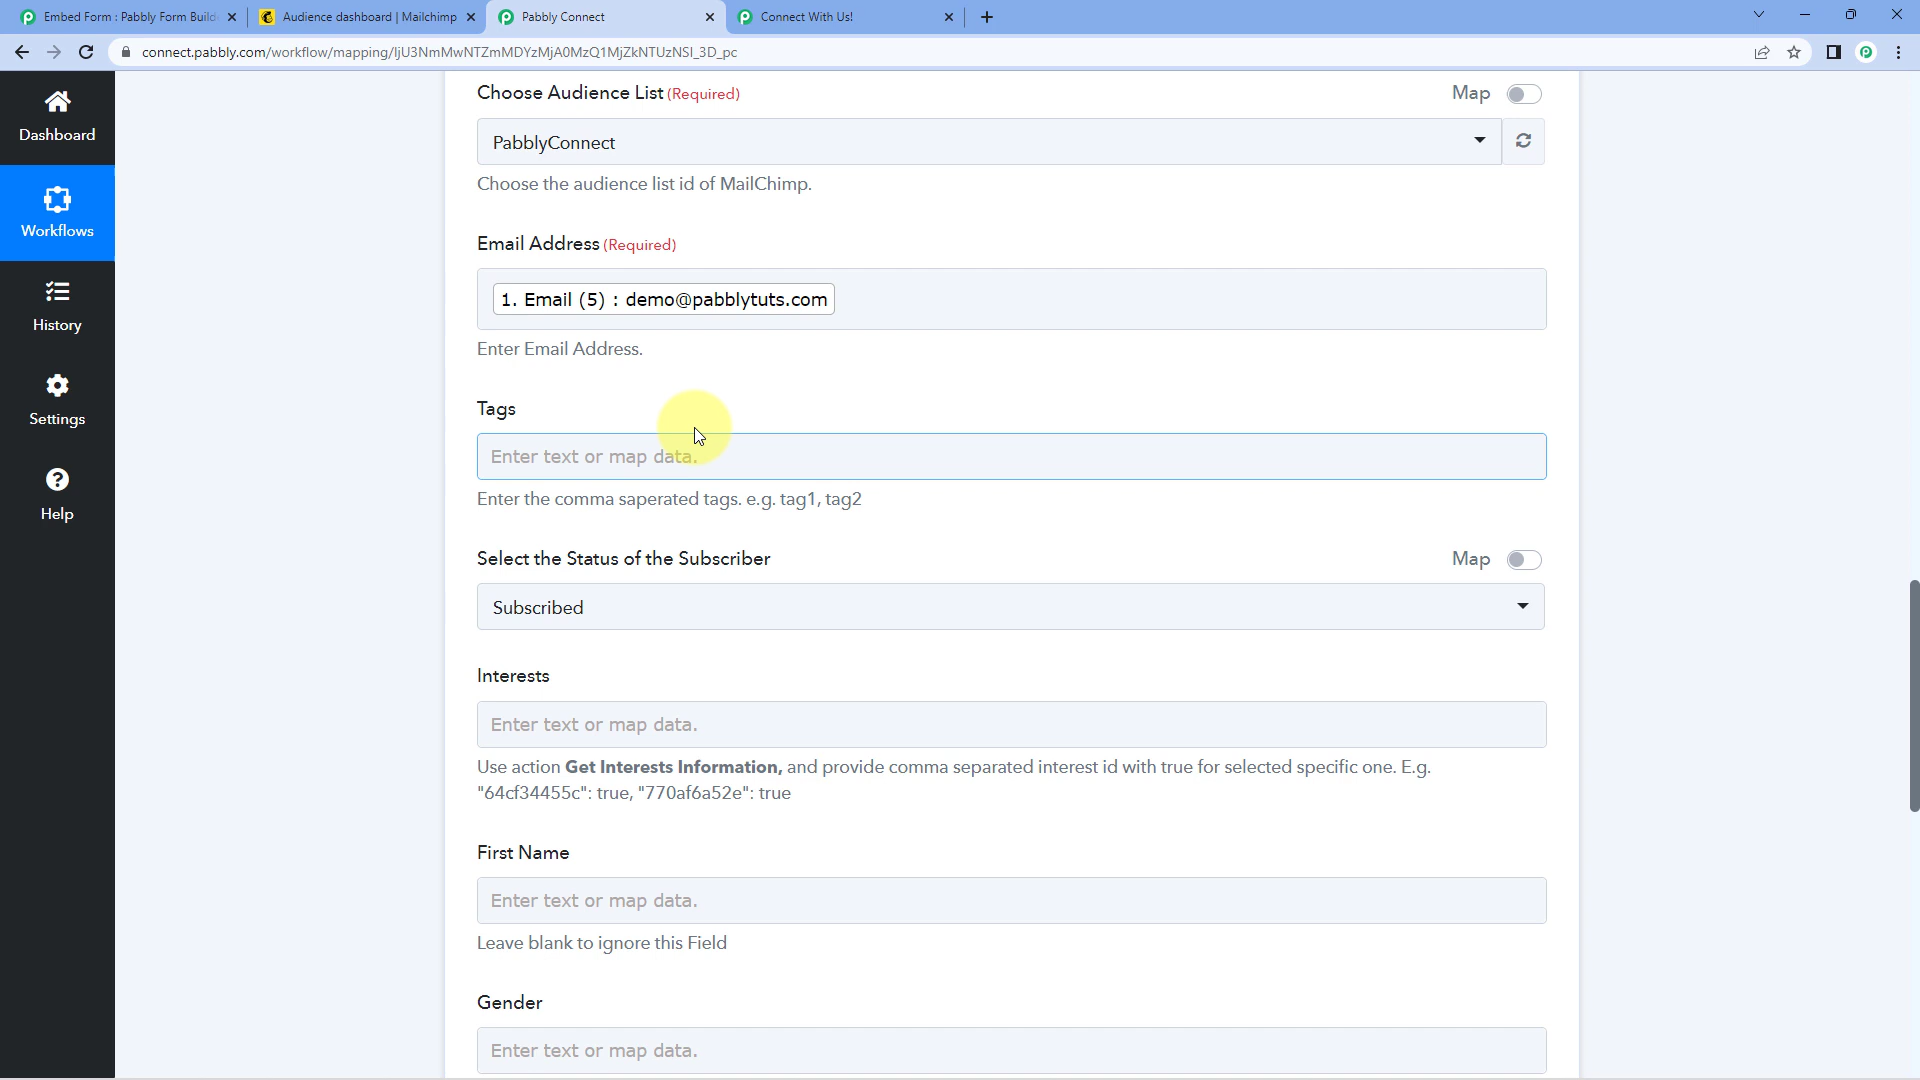 Embed Form : Pabbly Form Build
Audience dashboard | Mailchimp
Pabbly Connect
Connect With Us!
connect.pabbly.com/workflow/mapping/IjU3NmMwNTZmMDYzMjA0MzQ1MjZkNTUzNSI_3D_pc
Dashboard
Workflows
History
Settings
Help
Choose Audience List (Required)
Map
PabblyConnect
Choose the audience list id of MailChimp.
Email Address (Required)
1. Email (5) : demo@pabblytuts.com
Enter Email Address.
Tags
Enter text or map data.
Enter the comma saperated tags. e.g. tag1, tag2
Select the Status of the Subscriber
Map
Subscribed
Interests
Enter text or map data.
Use action Get Interests Information, and provide comma separated interest id with true for selected specific one. E.g.
"64cf34455c": true, "770af6a52e": true
First Name
Enter text or map data.
Leave blank to ignore this Field
Gender
Enter text or map data.